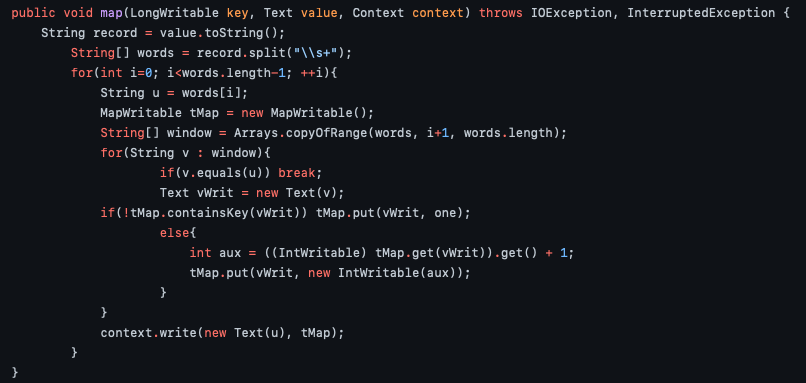 public void map(LongWritable key, Text value, Context context) throws IOException, InterruptedException {
    String record = value.toString();
        String[] words = record.split("\\s+");
        for(int i=0; i<words.length-1; ++i){
            String u = words[i];
            MapWritable tMap = new MapWritable();
            String[] window = Arrays.copyOfRange(words, i+1, words.length);
            for(String v : window){
                    if(v.equals(u)) break;
                    Text vWrit = new Text(v);
            if(!tMap.containsKey(vWrit)) tMap.put(vWrit, one);
                    else{
                        int aux = ((IntWritable) tMap.get(vWrit)).get() + 1;
                        tMap.put(vWrit, new IntWritable(aux));
                    }
            }
            context.write(new Text(u), tMap);
        }
}